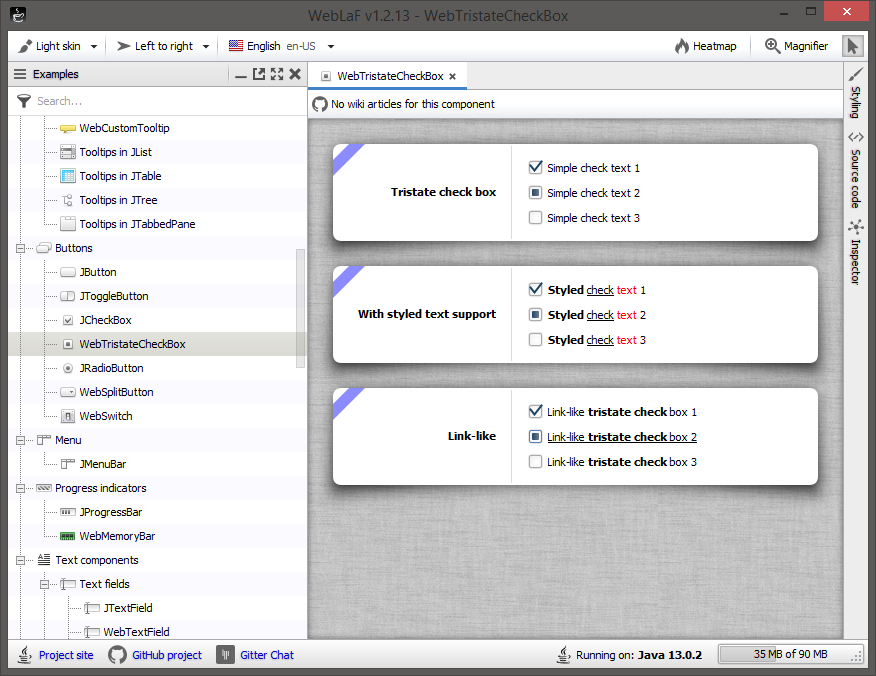 WebLaF v1.2.13 - WebTristateCheckBox
Light skin Left to right English en-US Heatmap Magnifier
Examples
Search...
WebCustomTooltip
Tooltips in JList
Tooltips in JTable
Tooltips in JTree
Tooltips in JTabbedPane
Buttons
JButton
JToggleButton
JCheckBox
WebTristateCheckBox
JRadioButton
WebSplitButton
WebSwitch
Menu
JMenuBar
Progress indicators
JProgressBar
WebMemoryBar
Text components
Text fields
JTextField
WebTextField
WebTristateCheckBox
No wiki articles for this component
Tristate check box
Simple check text 1
Simple check text 2
Simple check text 3
With styled text support
Styled check text 1
Styled check text 2
Styled check text 3
Link-like
Link-like tristate check box 1
Link-like tristate check box 2
Link-like tristate check box 3
Styling
Source code
Inspector
Project site GitHub project Gitter Chat Running on: Java 13.0.2 35 MB of 90 MB